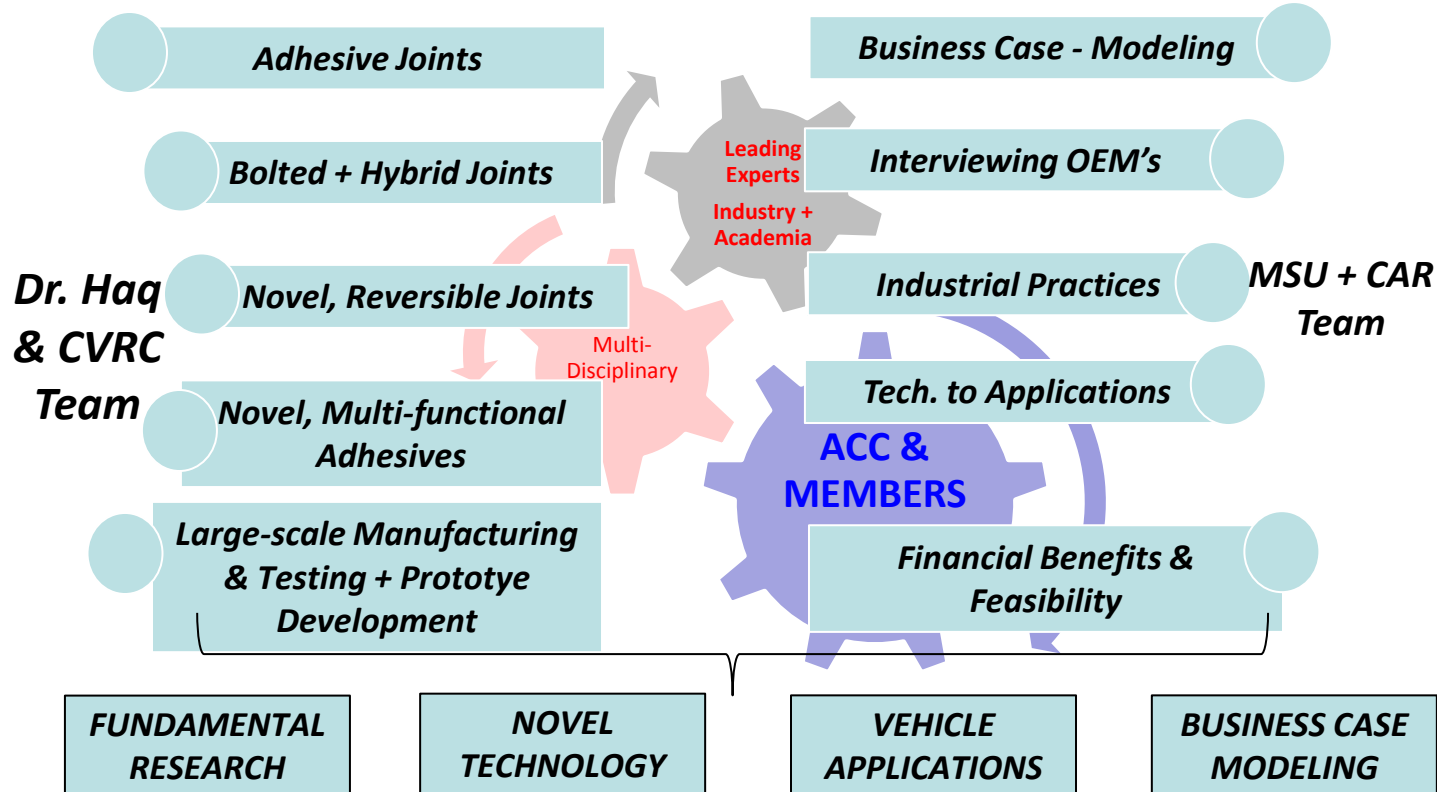 Adhesive Joints
Bolted + Hybrid Joints
Dr. Haq
& CVRC
Team
Novel, Reversible Joints
Novel, Multi-functional
Adhesives
Large-scale Manufacturing
& Testing + Prototye
Development
Leading
Experts
Industry +
Academia
Multi-
Disciplinary
ACC &
MEMBERS
Business Case - Modeling
Interviewing OEM's
Industrial Practices
MSU + CAR
Team
Tech. to Applications
Financial Benefits &
Feasibility
FUNDAMENTAL
RESEARCH
NOVEL
TECHNOLOGY
VEHICLE
APPLICATIONS
BUSINESS CASE
MODELING